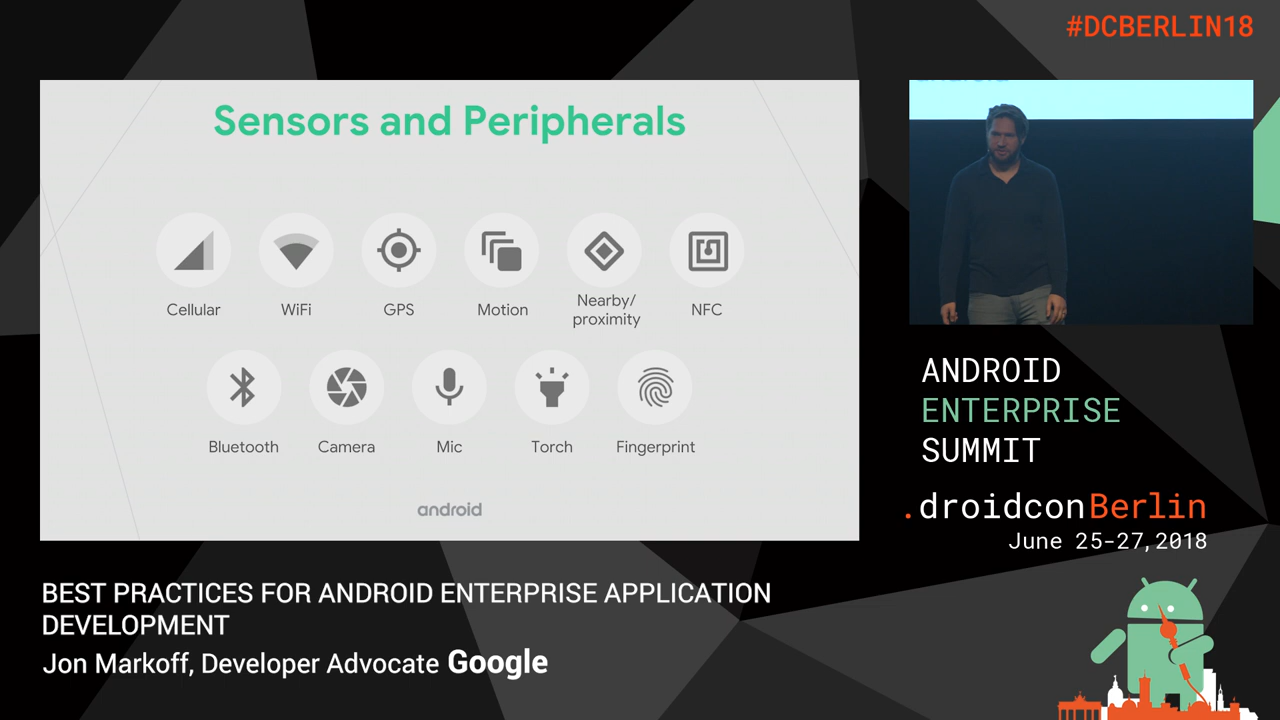 #DCBERLIN18
Sensors and Peripherals
Cellular
WiFi
GPS
Motion
Nearby/
proximity
NFC
Bluetooth
Camera
Mic
Torch
Fingerprint
android
ANDROID
ENTERPRISE
SUMMIT
.droidconBerlin
June 25-27,2018
BEST PRACTICES FOR ANDROID ENTERPRISE APPLICATION
DEVELOPMENT
Jon Markoff, Developer Advocate Google